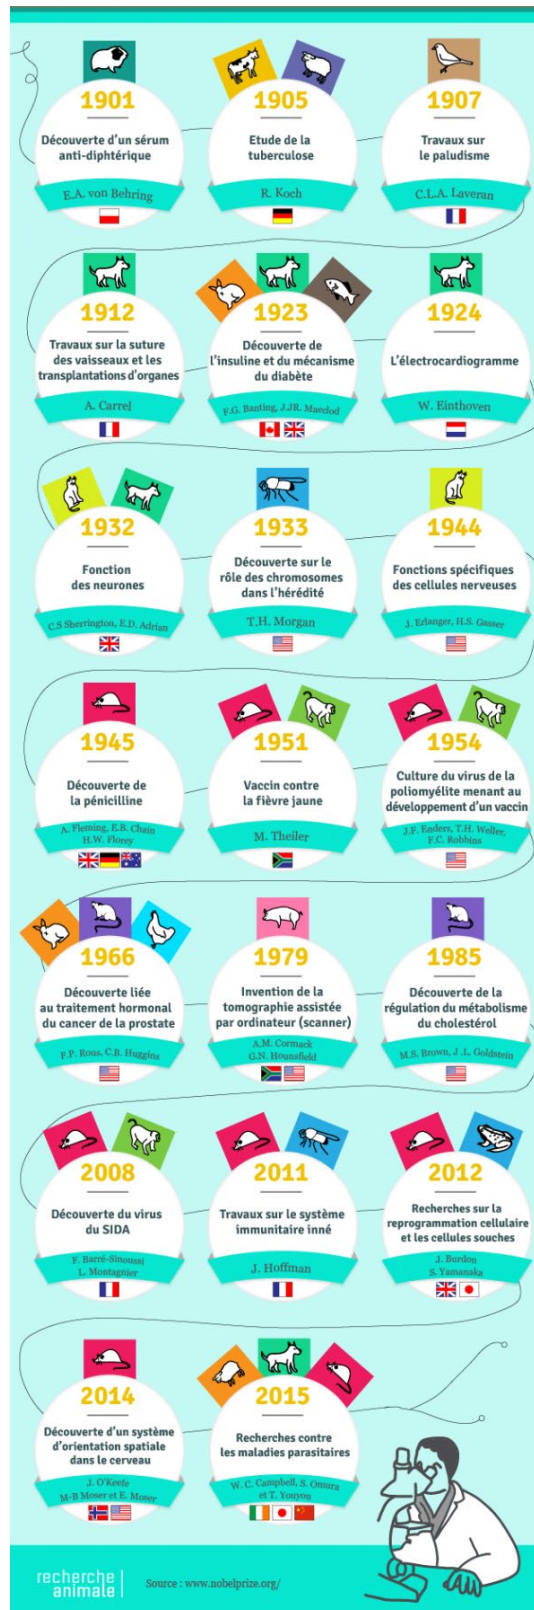 1901
Découverte d'un sérum
anti-diphtérique
E.A. von Behring
1905
Etude de la
tuberculose
R. Koch
1907
Travaux sur
le paludisme
C.L.A. Laveran
1912
Travaux sur la suture
des vaisseaux et les
transplantations d'organes
A. Carrel
1923
Découverte de
l'insuline et du mécanisme
du diabète
F.G. Banting, J.JR. Maeclod
1924
L'électrocardiogramme
W. Einthoven
1932
Fonction
des neurones
C.S Sherrington, E.D. Adrian
1933
Découverte sur le
rôle des chromosomes
dans l'hérédité
T.H. Morgan
1944
Fonctions spécifiques
des cellules nerveuses
J. Erlanger, H.S. Gasser
1945
Découverte de
la pénicilline
A. Fleming, E.B. Chain
H.W. Florey
1951
Vaccin contre
la fièvre jaune
M. Theiler
1954
Culture du virus de la
poliomyélite menant au
développement d'un vaccin
J.F. Enders, T.H. Weller,
F.C. Robbins
1966
Découverte liée
au traitement hormonal
du cancer de la prostate
F.P. Rous, C.B. Huggins
1979
Invention de la
tomographie assistée
par ordinateur (scanner)
A.M. Cormack
G.N. Hounsfield
1985
Découverte de la
régulation du métabolisme
du cholestérol
M.S. Brown, J .L. Goldstein
2008
Découverte du virus
du SIDA
F. Barré-Sinoussi
L. Montagnier
2011
Travaux sur le système
immunitaire inné
J. Hoffman
2012
Recherches sur la
reprogrammation cellulaire
et les cellules souches
J. Burdon
S. Yamanaka
2014
Découverte d'un système
d'orientation spatiale
dans le cerveau
J. O'Keefe
M-B Moser et E. Moser
2015
Recherches contre
les maladies parasitaires
W. C. Campbell, S. Omura
et T. Youyou
recherche
animale
Source : www.nobelprize.org/